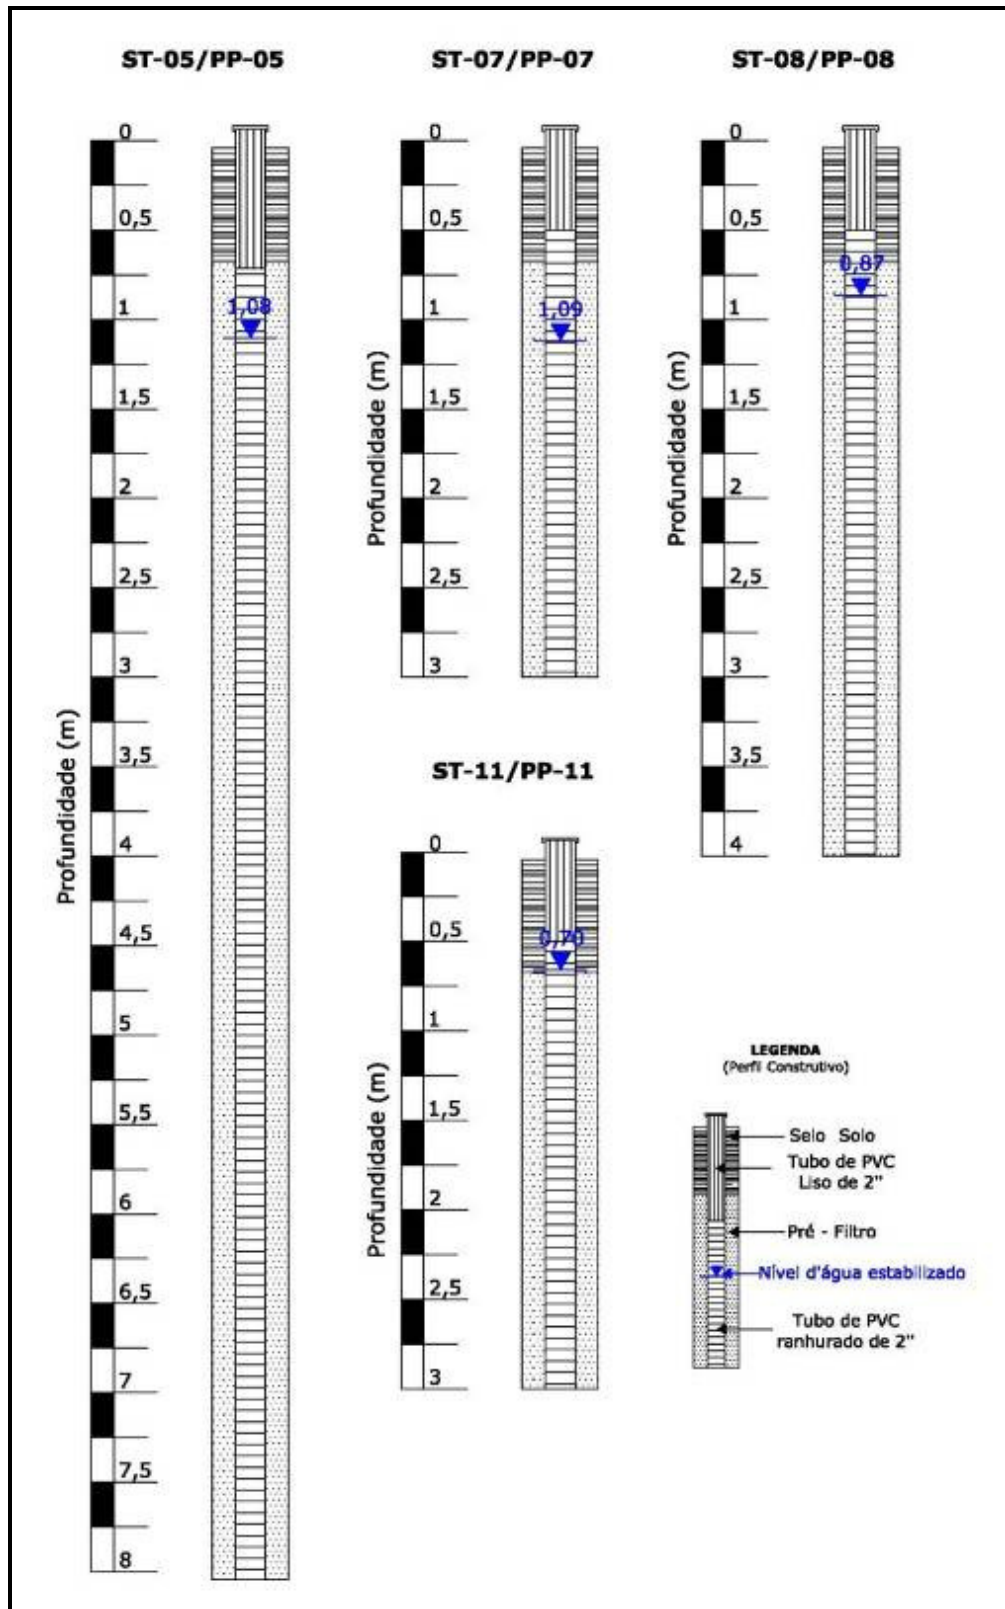 ST-05/PP-05
0
0,5
1,08
1
1,5
2
2,5
3
3,5
4
4,5
5
5,5
6
6,5
7
7,5
8
Profundidade (m)
ST-07/PP-07
0
0,5
1,09
1
1,5
2
2,5
3
Profundidade (m)
ST-08/PP-08
0
0,5
0,87
1
1,5
2
2,5
3
3,5
4
Profundidade (m)
ST-11/PP-11
0
0,5
0,70
1
1,5
2
2,5
3
Profundidade (m)
LEGENDA
(Perfil Construtivo)
Selo Solo
Tubo de PVC
Liso de 2"
Pré - Filtro
Nível d'água estabilizado
Tubo de PVC
ranhurado de 2"